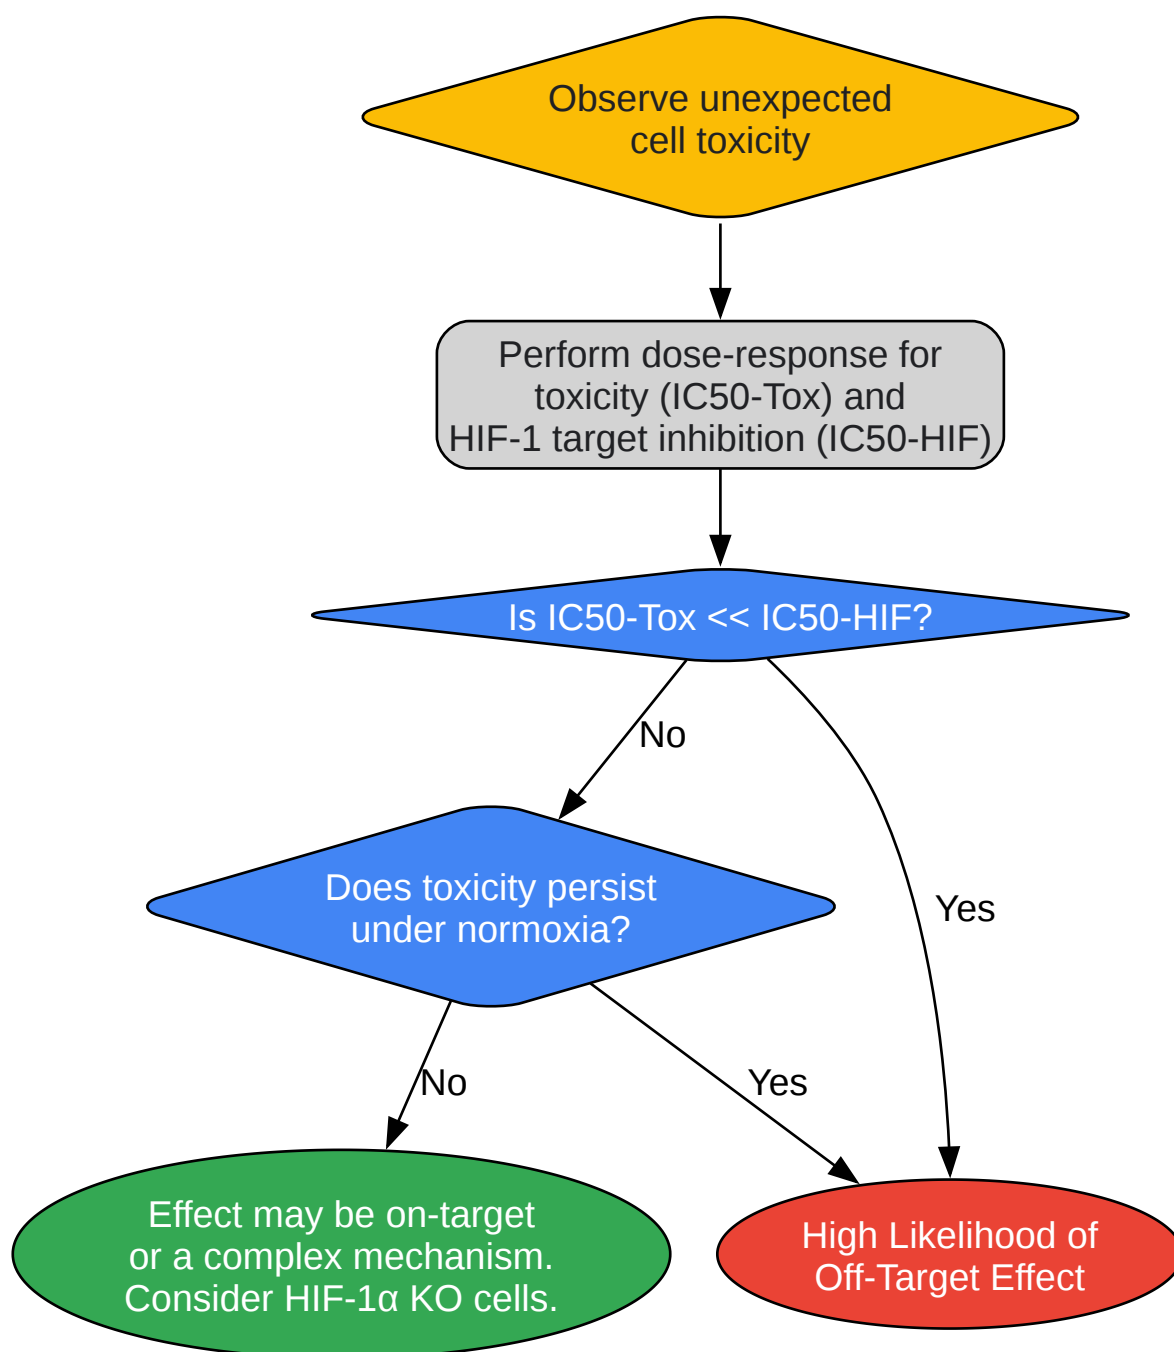 Observe unexpected
cell toxicity
Perform dose-response for
toxicity (IC50-Tox) and
HIF-1 target inhibition (IC50-HIF)
Is IC50-Tox << IC50-HIF?
No
Does toxicity persist
under normoxia?
Yes
No
Yes
Effect may be on-target
or a complex mechanism.
Consider HIF-1α KO cells.
High Likelihood of
Off-Target Effect